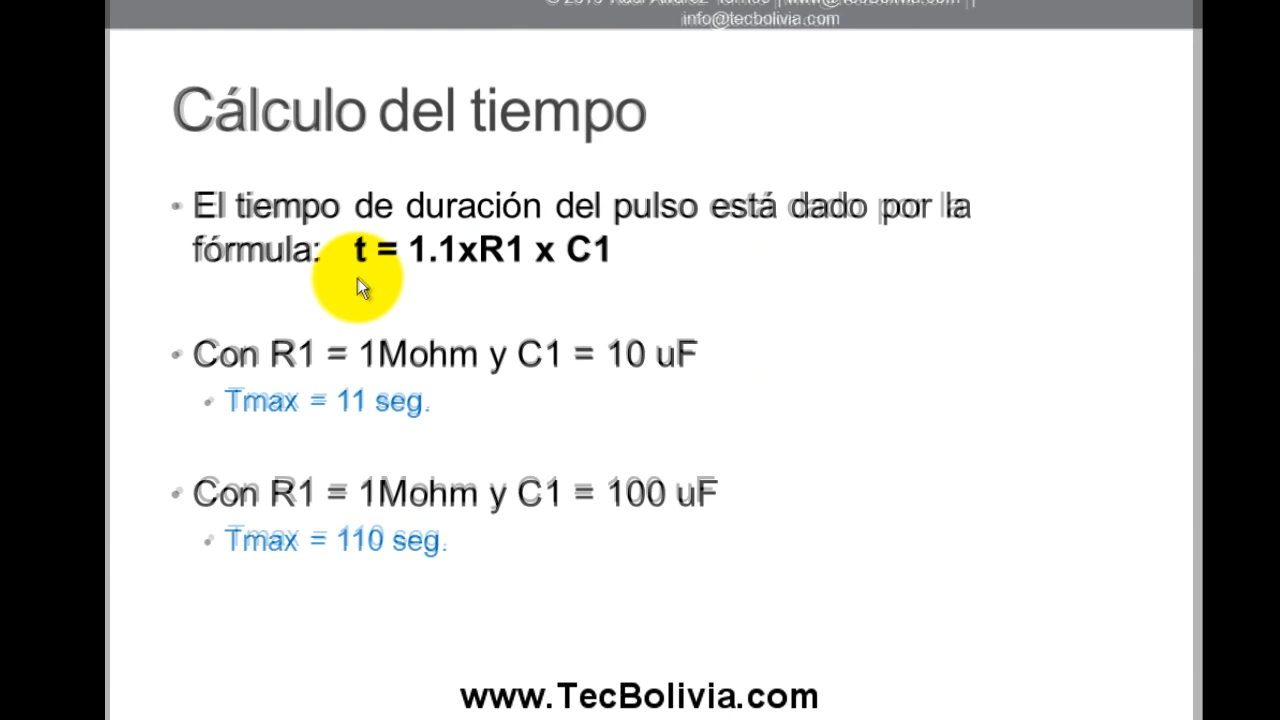 info@tecbolivia.com
Cálculo del tiempo
• El tiempo de duración del pulso está dado por la
fórmula: t = 1.1xR1 x C1
• Con R1 = 1Mohm y C1 = 10 uF
• Tmax = 11 seg.
• Con R1 = 1Mohm y C1 = 100 uF
• Tmax = 110 seg.
www.TecBolivia.com